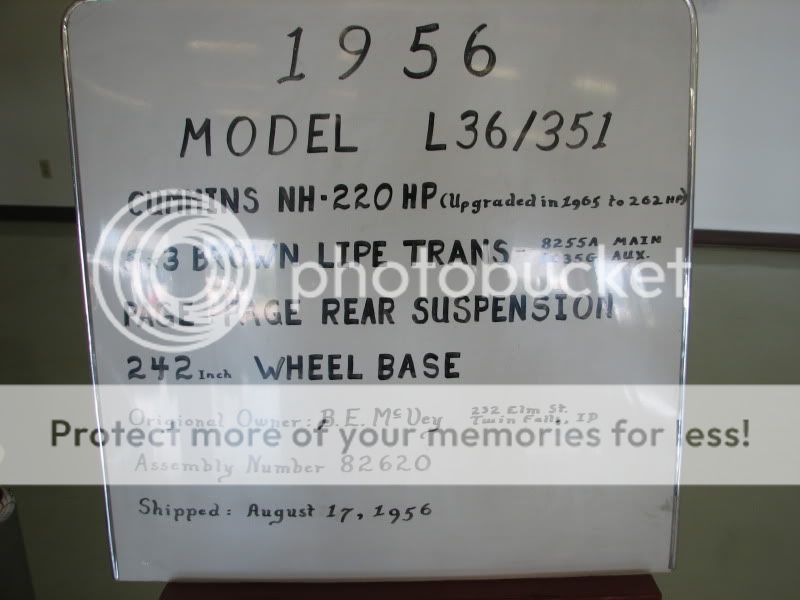 1956
MODEL L36/351
CUMMINS NH-220 HP (Upgraded in 1965 to 262 HP)
BROWN LIPE TRANS- 8255A MAIN
AUX.
PAGE PAGE REAR SUSPENSION
242 Inch WHEEL BASE
Origional Owner: B.E. McVey 232 Elm St.
Twin Falls, ID
Assembly Number 82620
Shipped: August 17, 1956
photobucket
Protect more of your memories for less!